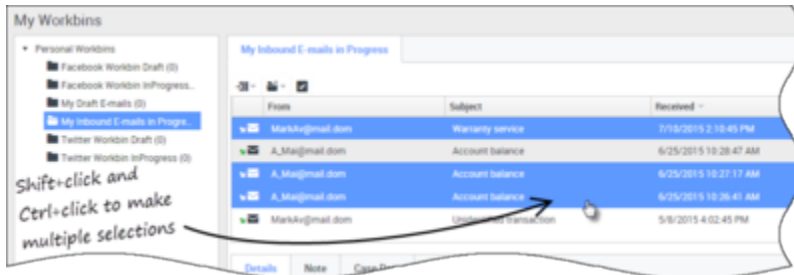 My Workbins
Personal Workbins
Facebook Workbin Draft (0)
Facebook Workbin InProgress..
My Draft E-mails (0)
My Inbound E-mails in Progre..
Twitter Workbin Draft (0)
Twitter Workbin InProgress (0)
Shift+click and
Ctrl+click to make
multiple selections
My Inbound E-mails in Progress
From Subject Received
MarkAv@mail.dom Warranty service 7/10/2015 2:10:45 PM
A_Mai@mail.dom Account balance 6/25/2015 10:28:47 AM
A_Mai@mail.dom Account balance 6/25/2015 10:27:17 AM
A_Mai@mail.dom Account balance 6/25/2015 10:26:41 AM
MarkAv@mail.dom transaction 5/8/2015 4:02:45 PM
Details Note Case